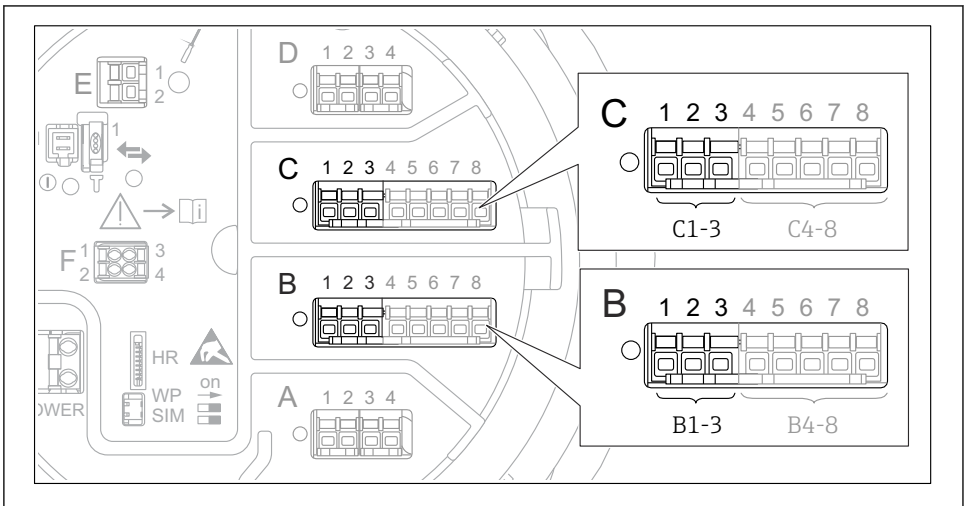 D 1 2 3 4
E 1
2
1
C 1 2 3 4 5 6 7 8
F 1 3
2 4
B 1 2 3 4 5 6 7 8
HR
WP on
SIM
OWER
A 1 2 3 4
C 1 2 3 4 5 6 7 8
C1-3 C4-8
B 1 2 3 4 5 6 7 8
B1-3 B4-8